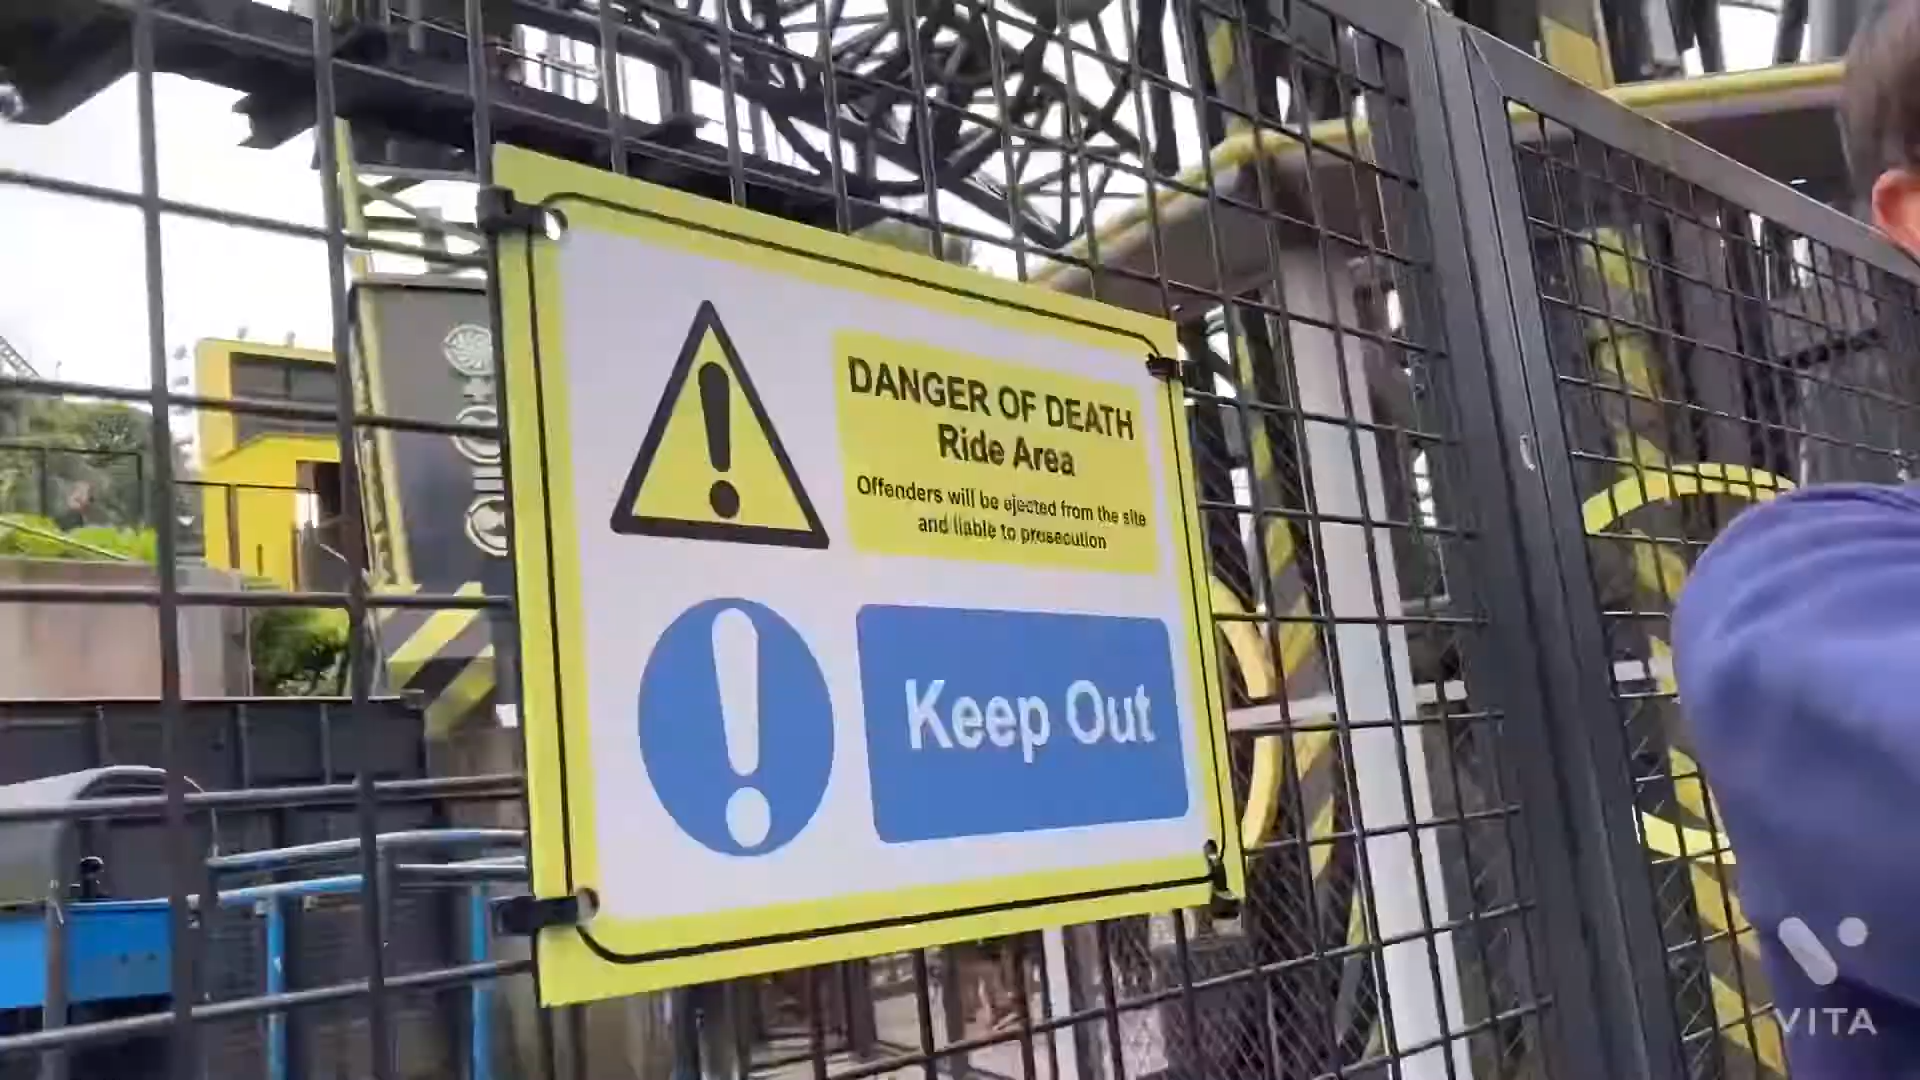 DANGER OF DEATH
Ride Area
Offenders will be ejected from the site
and liable to prosecution
Keep Out
VITA